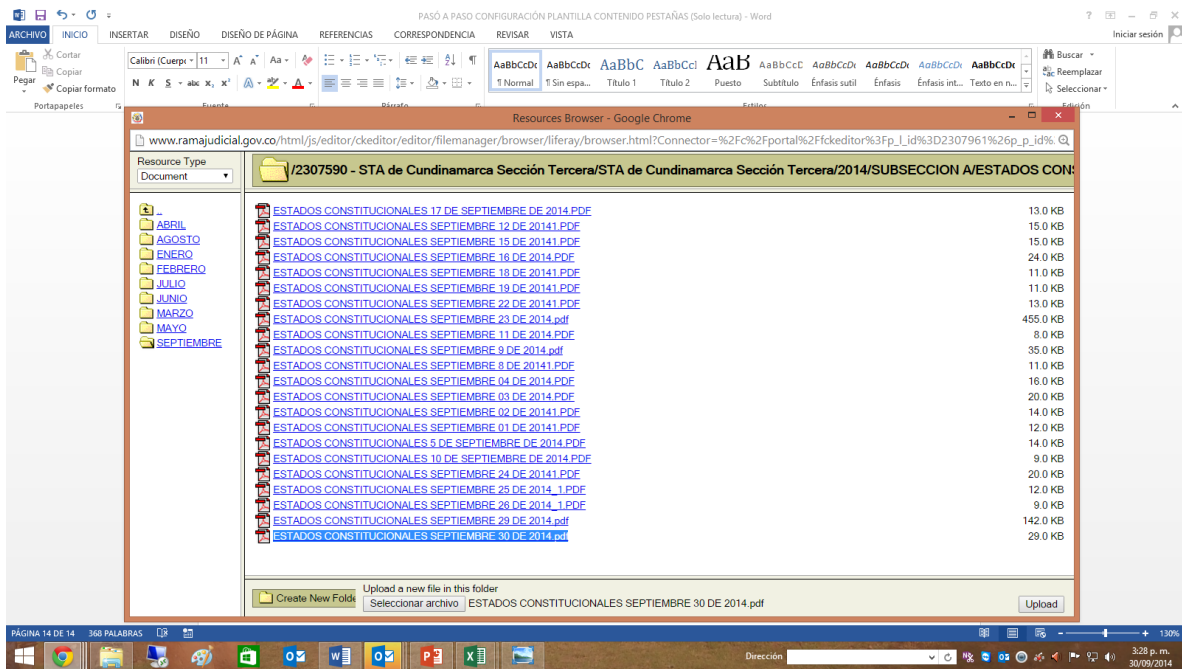 PASÓ A PASO CONFIGURACIÓN PLANTILLA CONTENIDO PESTAÑAS (Solo lectura) - Word
ARCHIVO INICIO INSERTAR DISEÑO DISEÑO DE PÁGINA REFERENCIAS CORRESPONDENCIA REVISAR VISTA Iniciar sesión
Cortar
Copiar
Copiar formato
Pegar
Calibri (Cuerpo 11
N K S abc x₂ x²
AaBbCcDc AaBbCcDc AaBbC AaBbCcI AaB AaBbCcD AaBbCcDc AaBbCcDc AaBbCcDc AaBbCcDc
¶ Normal ¶ Sin espa... Título 1 Título 2 Puesto Subtítulo Énfasis sutil Énfasis Énfasis int... Texto en n...
Buscar
Reemplazar
Seleccionar
Portapapeles Fuente Párrafo Estilos Edición
Resources Browser - Google Chrome
www.ramajudicial.gov.co/html/js/editor/ckeditor/editor/filemanager/browser/liferay/browser.html?Connector=%2Fc%2Fportal%2Ffckeditor%3Fp_l_id%3D2307961%26p_p_id%
Resource Type
Document
/2307590 - STA de Cundinamarca Sección Tercera/STA de Cundinamarca Sección Tercera/2014/SUBSECCION A/ESTADOS CONS
..
ABRIL
AGOSTO
ENERO
FEBRERO
JULIO
JUNIO
MARZO
MAYO
SEPTIEMBRE
ESTADOS CONSTITUCIONALES 17 DE SEPTIEMBRE DE 2014.PDF 13.0 KB
ESTADOS CONSTITUCIONALES SEPTIEMBRE 12 DE 20141.PDF 15.0 KB
ESTADOS CONSTITUCIONALES SEPTIEMBRE 15 DE 20141.PDF 15.0 KB
ESTADOS CONSTITUCIONALES SEPTIEMBRE 16 DE 2014.PDF 24.0 KB
ESTADOS CONSTITUCIONALES SEPTIEMBRE 18 DE 20141.PDF 11.0 KB
ESTADOS CONSTITUCIONALES SEPTIEMBRE 19 DE 20141.PDF 11.0 KB
ESTADOS CONSTITUCIONALES SEPTIEMBRE 22 DE 20141.PDF 13.0 KB
ESTADOS CONSTITUCIONALES SEPTIEMBRE 23 DE 2014.pdf 455.0 KB
ESTADOS CONSTITUCIONALES SEPTIEMBRE 11 DE 2014.PDF 8.0 KB
ESTADOS CONSTITUCIONALES SEPTIEMBRE 9 DE 2014.pdf 35.0 KB
ESTADOS CONSTITUCIONALES SEPTIEMBRE 8 DE 20141.PDF 11.0 KB
ESTADOS CONSTITUCIONALES SEPTIEMBRE 04 DE 2014.PDF 16.0 KB
ESTADOS CONSTITUCIONALES SEPTIEMBRE 03 DE 2014.PDF 20.0 KB
ESTADOS CONSTITUCIONALES SEPTIEMBRE 02 DE 20141.PDF 14.0 KB
ESTADOS CONSTITUCIONALES SEPTIEMBRE 01 DE 20141.PDF 12.0 KB
ESTADOS CONSTITUCIONALES 5 DE SEPTIEMBRE DE 2014.PDF 14.0 KB
ESTADOS CONSTITUCIONALES 10 DE SEPTIEMBRE DE 2014.PDF 9.0 KB
ESTADOS CONSTITUCIONALES SEPTIEMBRE 24 DE 20141.PDF 20.0 KB
ESTADOS CONSTITUCIONALES SEPTIEMBRE 25 DE 2014_1.PDF 12.0 KB
ESTADOS CONSTITUCIONALES SEPTIEMBRE 26 DE 2014_1.PDF 9.0 KB
ESTADOS CONSTITUCIONALES SEPTIEMBRE 29 DE 2014.pdf 142.0 KB
ESTADOS CONSTITUCIONALES SEPTIEMBRE 30 DE 2014.pdf 29.0 KB
Create New Folde
Upload a new file in this folder
Seleccionar archivo ESTADOS CONSTITUCIONALES SEPTIEMBRE 30 DE 2014.pdf
Upload
PÁGINA 14 DE 14 368 PALABRAS 130%
Dirección
3:28 p. m.
30/09/2014